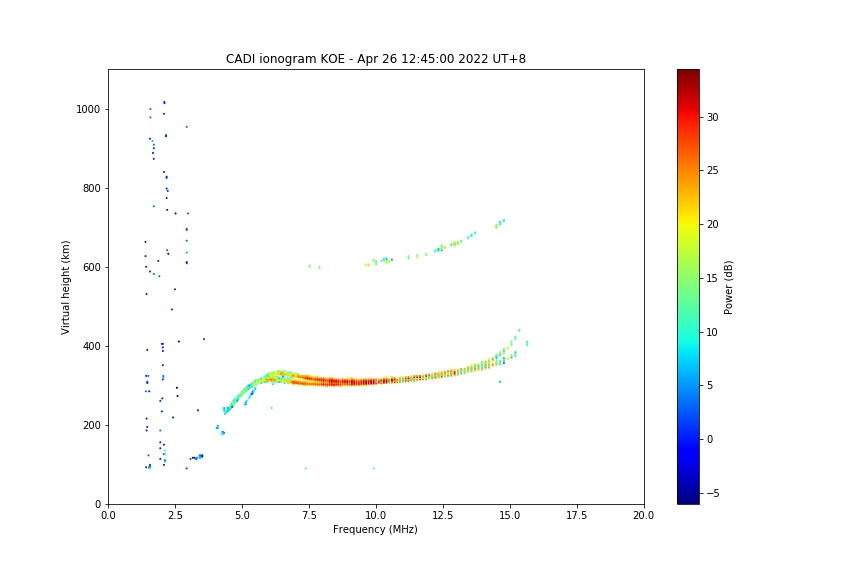 CADI ionogram KOE - Apr 26 12:45:00 2022 UT+8
1000
800
600
400
200
0
Virtual height (km)
0.0 2.5 5.0 7.5 10.0 12.5 15.0 17.5 20.0
Frequency (MHz)
30
25
20
15
10
5
0
−5
Power (dB)